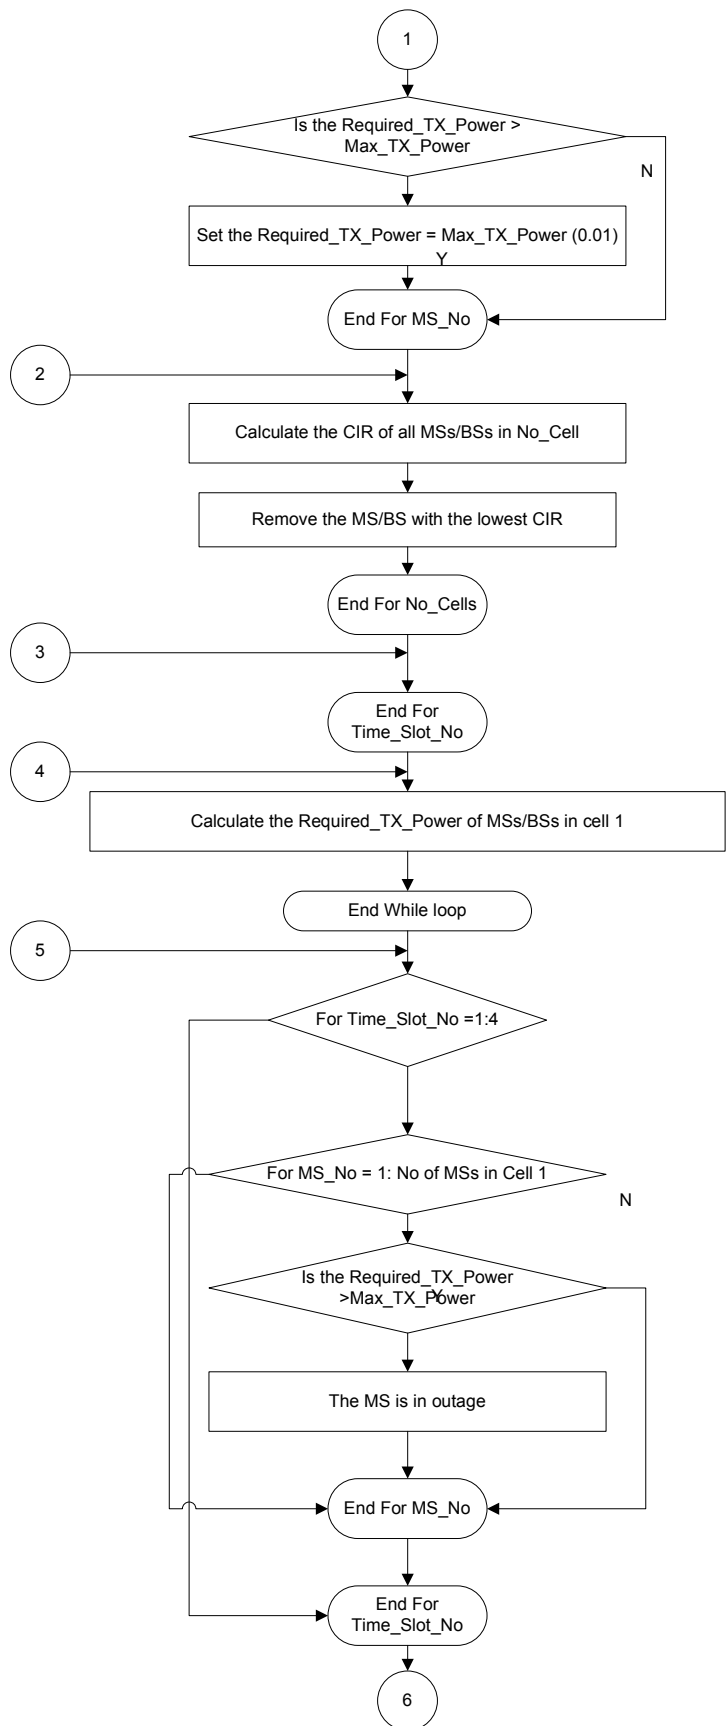 1
Is the Required_TX_Power >
Max_TX_Power
N
Set the Required_TX_Power = Max_TX_Power (0.01)
Y
End For MS_No
2
Calculate the CIR of all MSs/BSs in No_Cell
Remove the MS/BS with the lowest CIR
End For No_Cells
3
End For
Time_Slot_No
4
Calculate the Required_TX_Power of MSs/BSs in cell 1
End While loop
5
For Time_Slot_No =1:4
For MS_No = 1: No of MSs in Cell 1
N
Is the Required_TX_Power
>Max_TX_Power
Y
The MS is in outage
End For MS_No
End For
Time_Slot_No
6